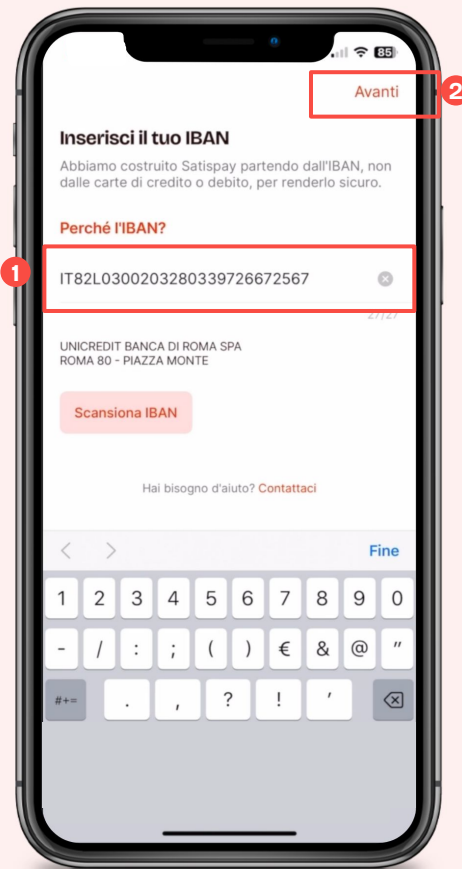 85
Avanti
2
Inserisci il tuo IBAN
Abbiamo costruito Satispay partendo dall'IBAN, non
dalle carte di credito o debito, per renderlo sicuro.
Perché l'IBAN?
1
IT82L0300203280339726672567
27/27
UNICREDIT BANCA DI ROMA SPA
ROMA 80 - PIAZZA MONTE
Scansiona IBAN
Hai bisogno d'aiuto? Contattaci
Fine
1 2 3 4 5 6 7 8 9 0
- / : ; ( ) € & @ "
#+= . , ? ! ′